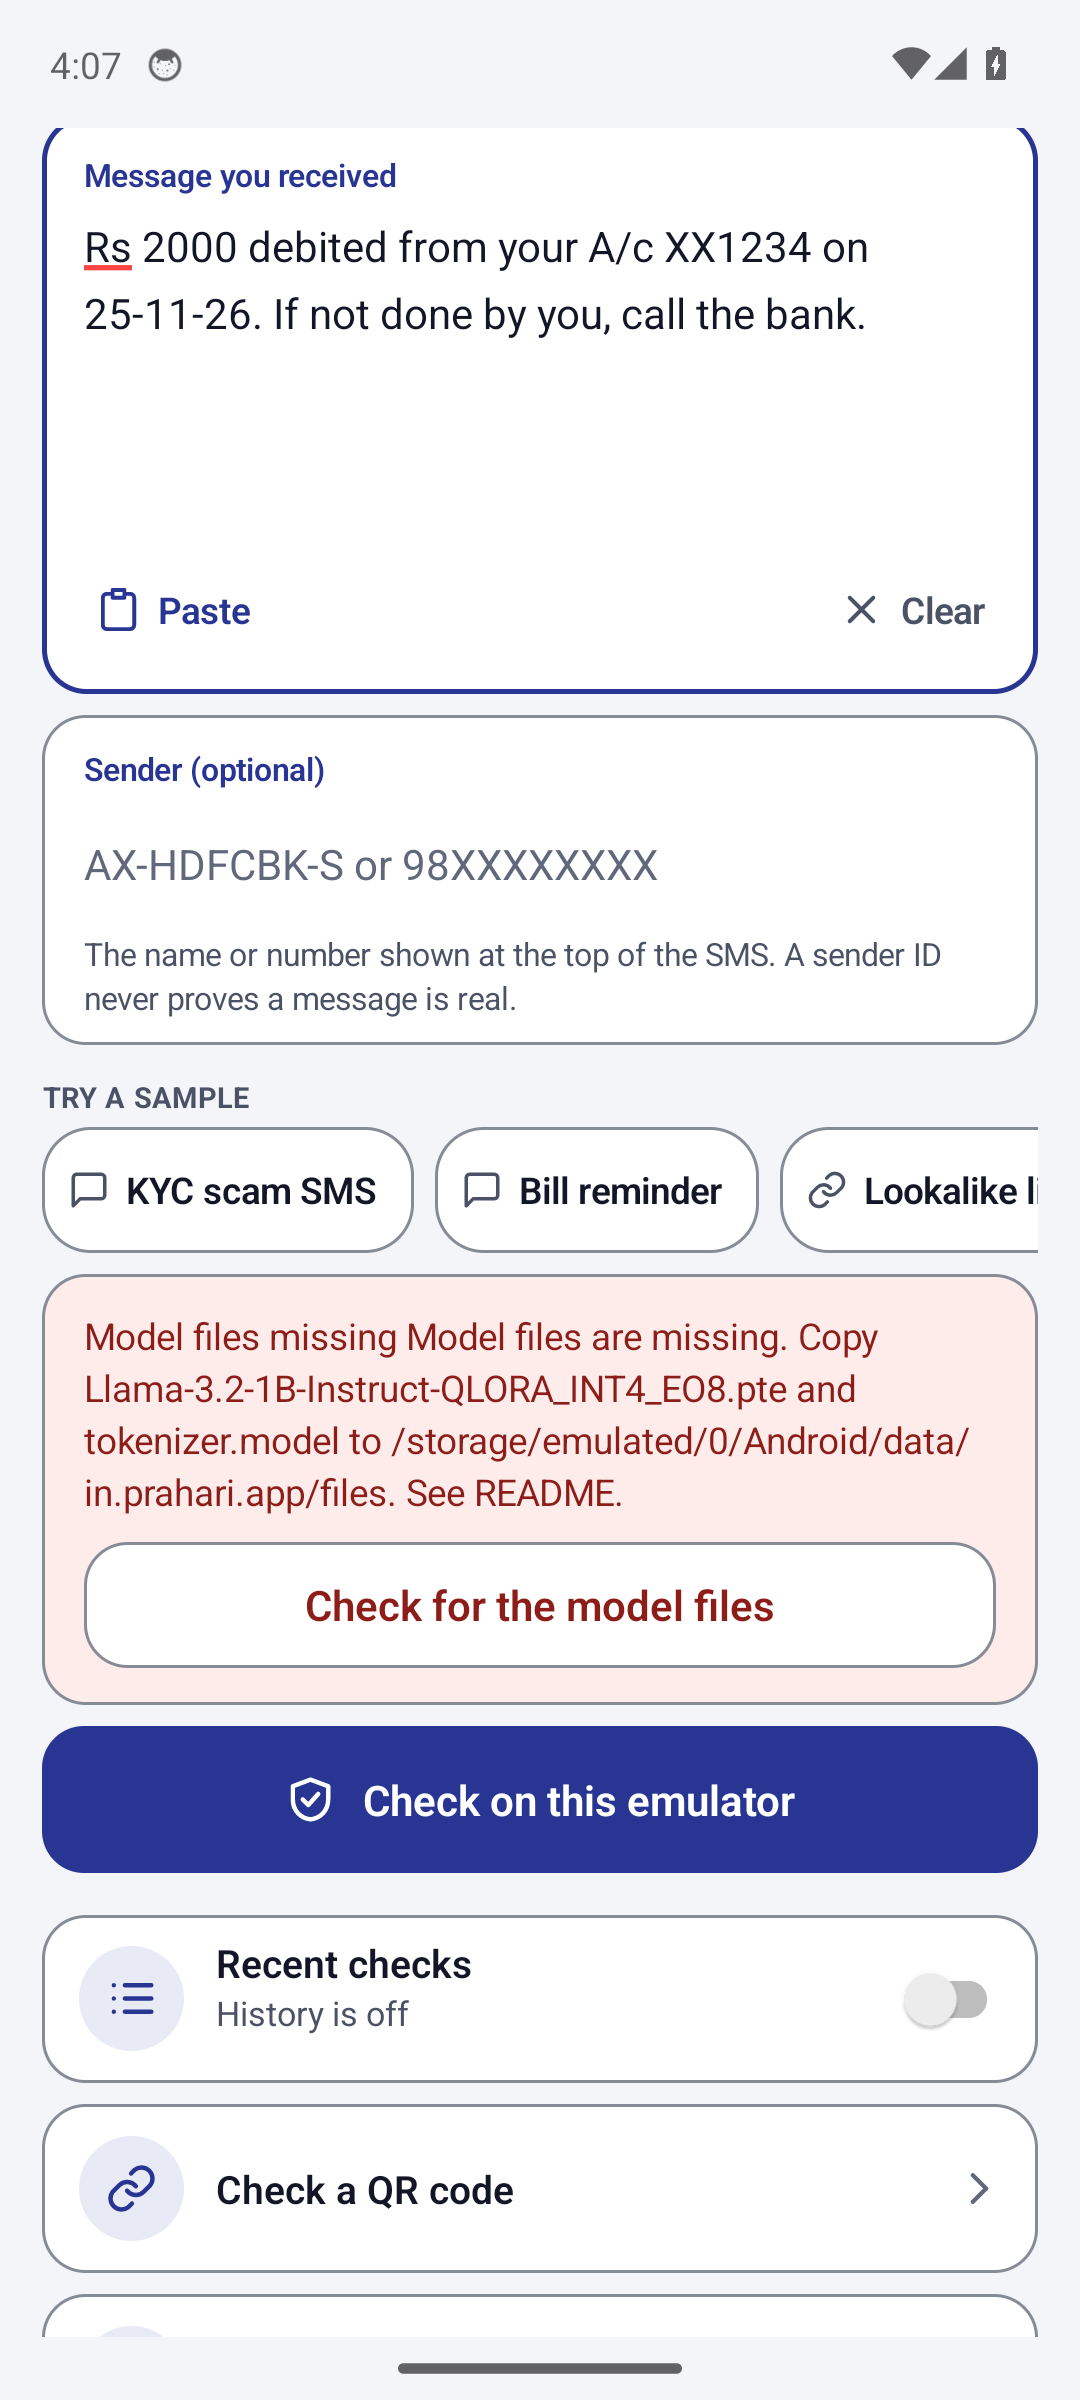 4:07
Message you received
Rs 2000 debited from your A/c XX1234 on
25-11-26. If not done by you, call the bank.
Paste
Clear
Sender (optional)
AX-HDFCBK-S or 98XXXXXXXX
The name or number shown at the top of the SMS. A sender ID
never proves a message is real.
TRY A SAMPLE
KYC scam SMS
Bill reminder
Lookalike
Model files missing Model files are missing. Copy
Llama-3.2-1B-Instruct-QLORA_INT4_EO8.pte and
tokenizer.model to /storage/emulated/0/Android/data/
in.prahari.app/files. See README.
Check for the model files
Check on this emulator
Recent checks
History is off
Check a QR code